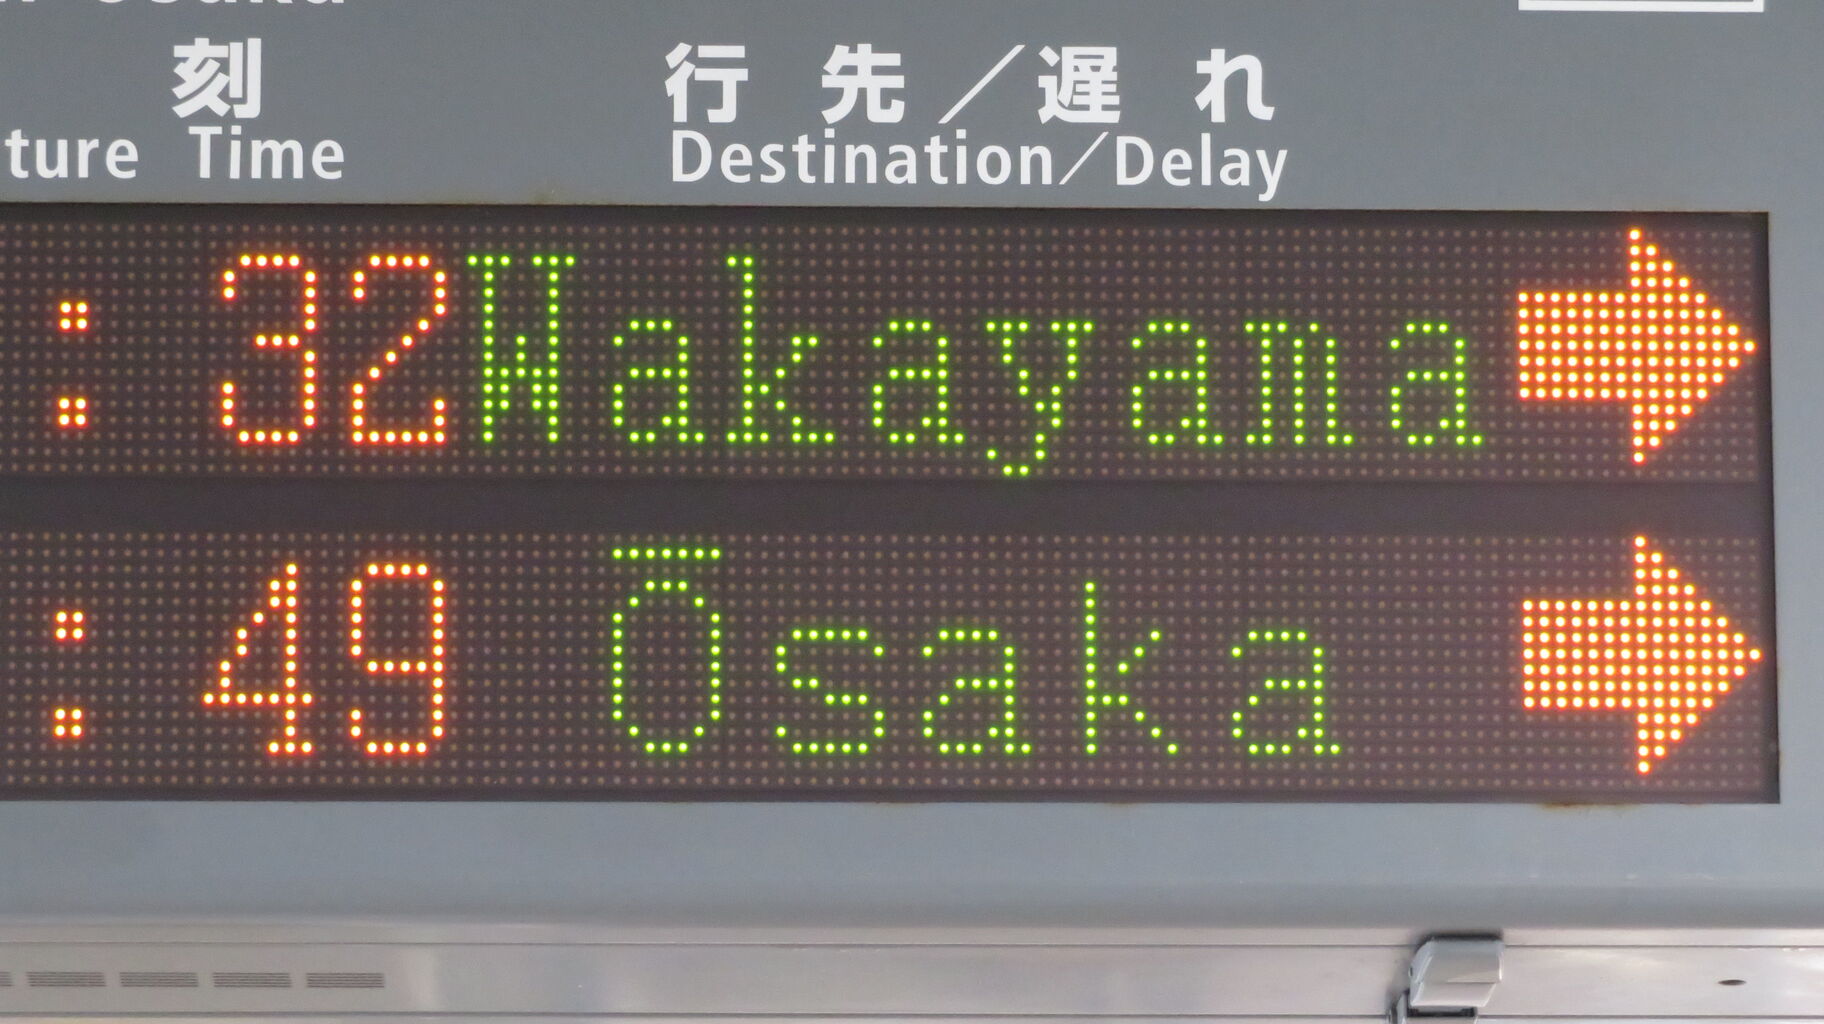 刻 行先／遅れ
ture Time Destination／Delay
:32 Wakayama
:49 Ōsaka